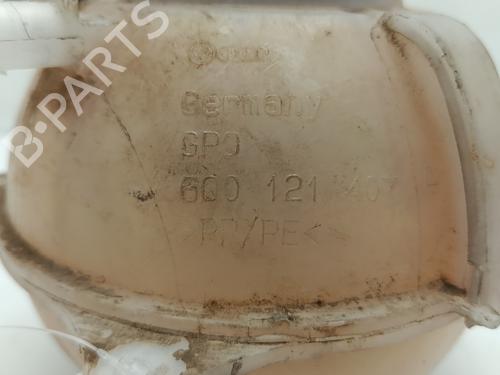 Germany
GPO
6Q0 121 407
>PP/PE<
B-PARTS